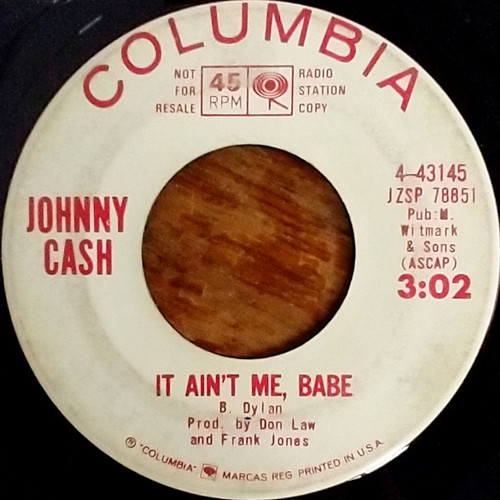 COLUMBIA
NOT
FOR
RESALE
45
RPM
RADIO
STATION
COPY
JOHNNY
CASH
4-43145
JZSP 78851
Pub:M.
Witmark
& Sons
(ASCAP)
3:02
IT AIN'T ME, BABE
B. Dylan
Prod. by Don Law
and Frank Jones
® "COLUMBIA" MARCAS REG. PRINTED IN U.S.A.